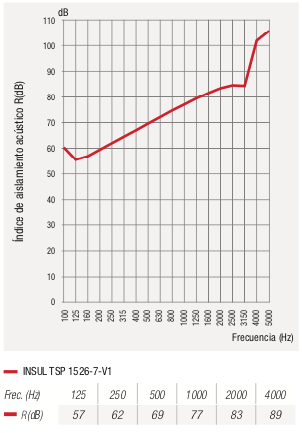 dB
110
100
90
80
70
60
50
40
30
20
10
0
Índice de aislamiento acústico R(dB)
100 125 160 200 250 315 400 500 630 800 1000 1250 1600 2000 2500 3150 4000 5000
Frecuencia (Hz)
INSUL TSP 1526-7-V1
Frec. (Hz) 125 250 500 1000 2000 4000
R(dB) 57 62 69 77 83 89